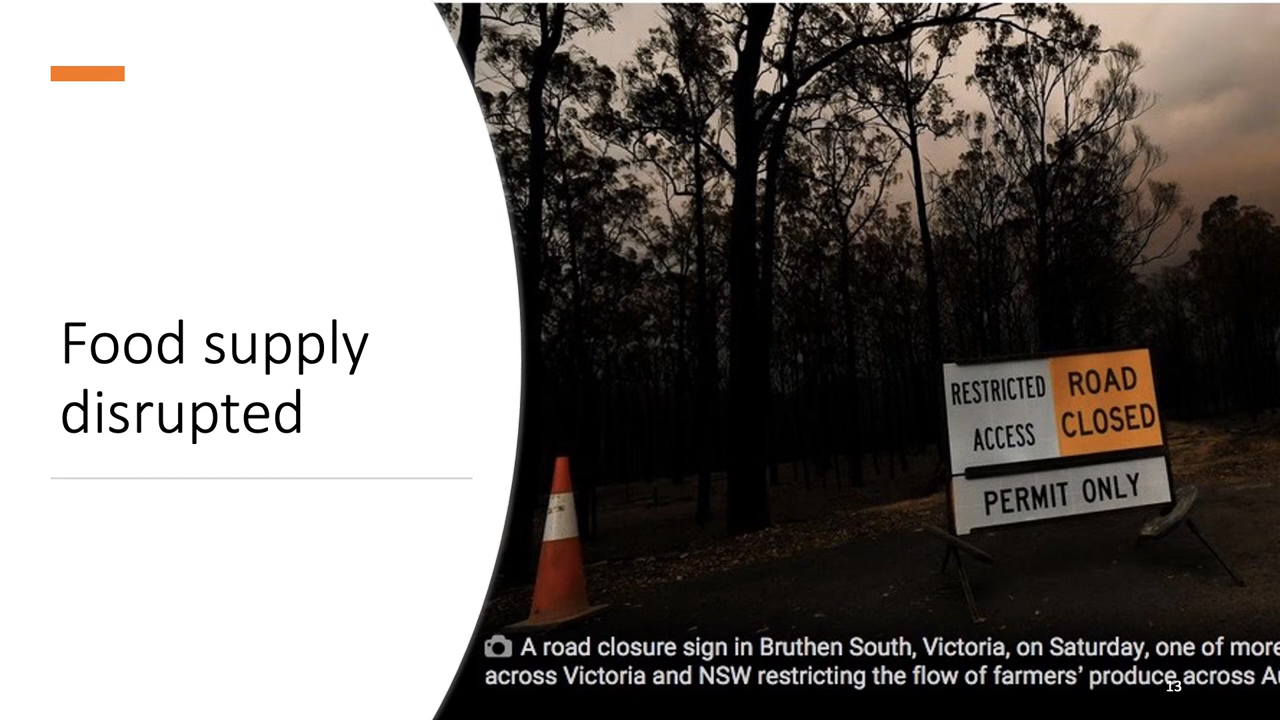 Food supply
disrupted
RESTRICTED
ACCESS
ROAD
CLOSED
PERMIT ONLY
A road closure sign in Bruthen South, Victoria, on Saturday, one of more
across Victoria and NSW restricting the flow of farmers’ produce across A
13